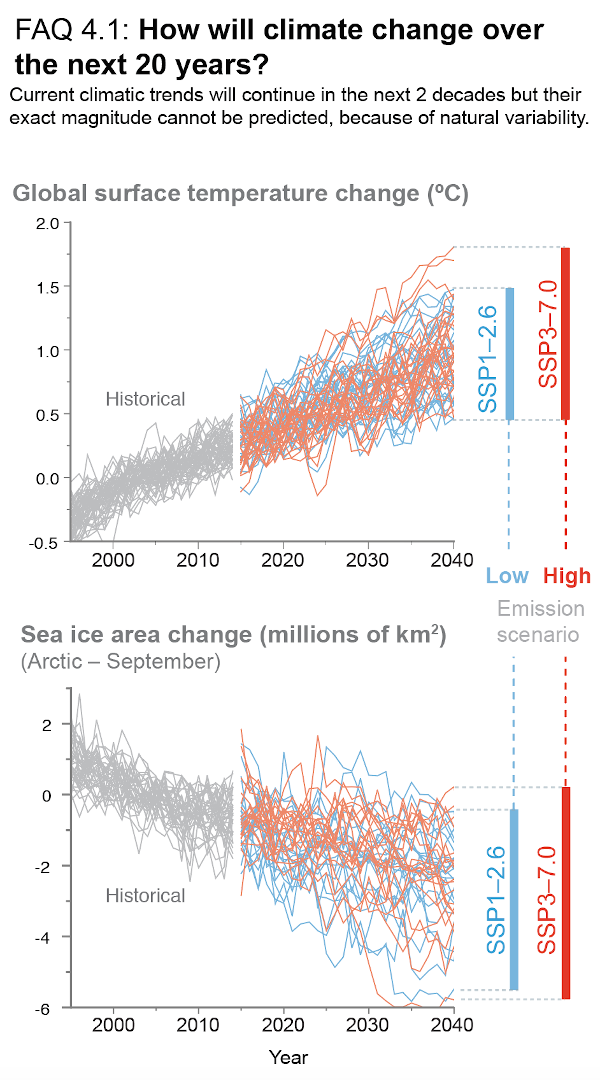 FAQ 4.1: How will climate change over
the next 20 years?
Current climatic trends will continue in the next 2 decades but their
exact magnitude cannot be predicted, because of natural variability.
Global surface temperature change (ºC)
2.0
1.5
1.0
0.5
0.0
-0.5
Historical
2000 2010 2020 2030 2040
SSP1–2.6
SSP3–7.0
Low High
Emission
scenario
Sea ice area change (millions of km²)
(Arctic – September)
2
0
-2
-4
-6
Historical
SSP1–2.6
SSP3–7.0
2000 2010 2020 2030 2040
Year